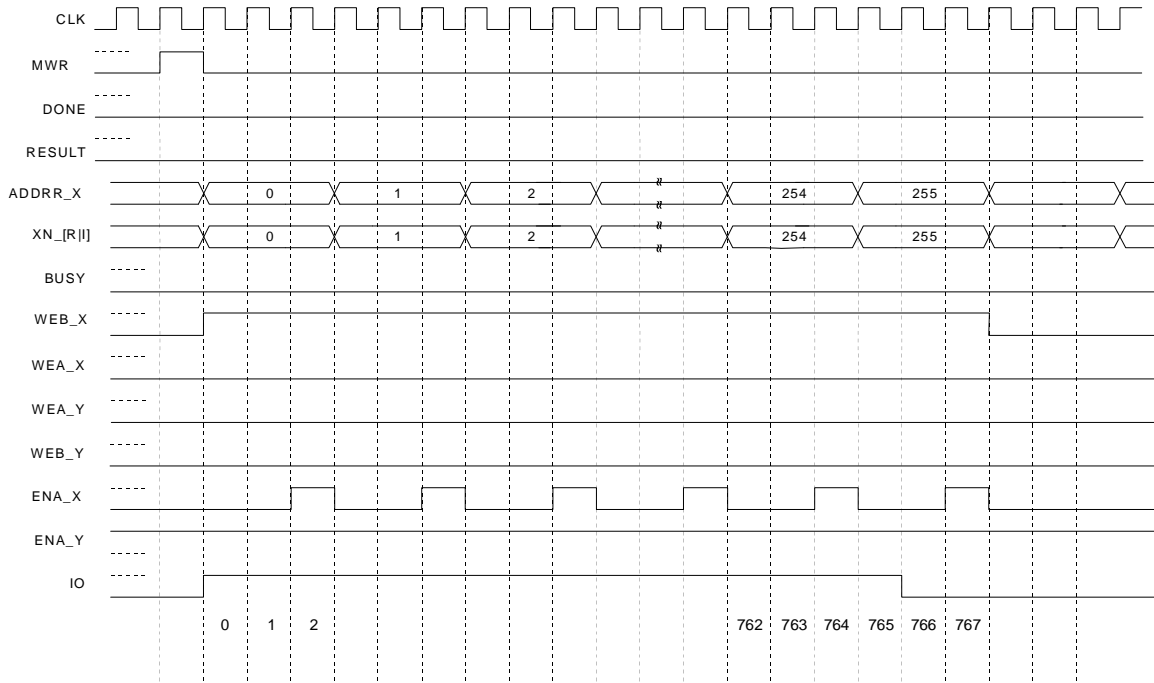 CLK
MWR
DONE
RESULT
ADDRR_X 0 1 2 254 255
XN_[R|I] 0 1 2 254 255
BUSY
WEB_X
WEA_X
WEA_Y
WEB_Y
ENA_X
ENA_Y
IO
0 1 2 762 763 764 765 766 767